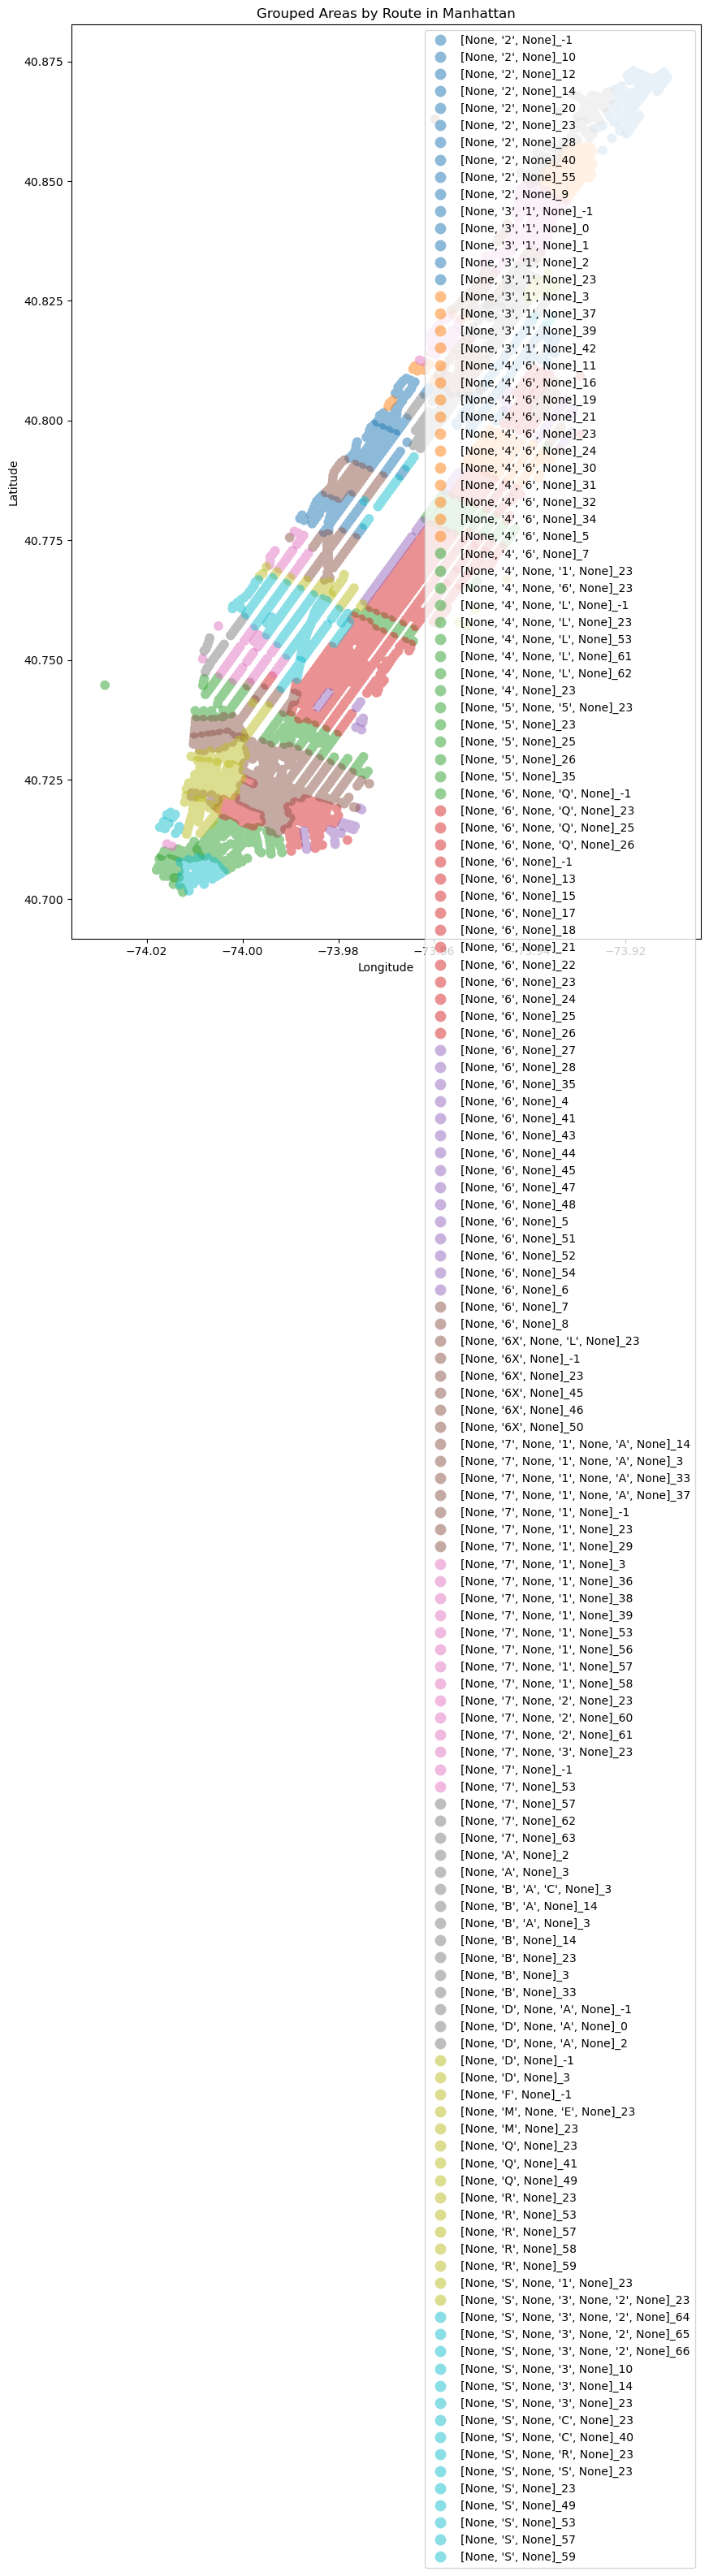 Grouped Areas by Route in Manhattan
40.875
40.850
40.825
40.800
40.775
40.750
40.725
40.700
Latitude
−74.02
−74.00
−73.98
−73.96
−73.94
−73.92
Longitude
[None, '2', None]_-1
[None, '2', None]_10
[None, '2', None]_12
[None, '2', None]_14
[None, '2', None]_20
[None, '2', None]_23
[None, '2', None]_28
[None, '2', None]_40
[None, '2', None]_55
[None, '2', None]_9
[None, '3', '1', None]_-1
[None, '3', '1', None]_0
[None, '3', '1', None]_1
[None, '3', '1', None]_2
[None, '3', '1', None]_23
[None, '3', '1', None]_3
[None, '3', '1', None]_37
[None, '3', '1', None]_39
[None, '3', '1', None]_42
[None, '4', '6', None]_11
[None, '4', '6', None]_16
[None, '4', '6', None]_19
[None, '4', '6', None]_21
[None, '4', '6', None]_23
[None, '4', '6', None]_24
[None, '4', '6', None]_30
[None, '4', '6', None]_31
[None, '4', '6', None]_32
[None, '4', '6', None]_34
[None, '4', '6', None]_5
[None, '4', '6', None]_7
[None, '4', None, '1', None]_23
[None, '4', None, '6', None]_23
[None, '4', None, 'L', None]_-1
[None, '4', None, 'L', None]_23
[None, '4', None, 'L', None]_53
[None, '4', None, 'L', None]_61
[None, '4', None, 'L', None]_62
[None, '4', None]_23
[None, '5', None, '5', None]_23
[None, '5', None]_23
[None, '5', None]_25
[None, '5', None]_26
[None, '5', None]_35
[None, '6', None, 'Q', None]_-1
[None, '6', None, 'Q', None]_23
[None, '6', None, 'Q', None]_25
[None, '6', None, 'Q', None]_26
[None, '6', None]_-1
[None, '6', None]_13
[None, '6', None]_15
[None, '6', None]_17
[None, '6', None]_18
[None, '6', None]_21
[None, '6', None]_22
[None, '6', None]_23
[None, '6', None]_24
[None, '6', None]_25
[None, '6', None]_26
[None, '6', None]_27
[None, '6', None]_28
[None, '6', None]_35
[None, '6', None]_4
[None, '6', None]_41
[None, '6', None]_43
[None, '6', None]_44
[None, '6', None]_45
[None, '6', None]_47
[None, '6', None]_48
[None, '6', None]_5
[None, '6', None]_51
[None, '6', None]_52
[None, '6', None]_54
[None, '6', None]_6
[None, '6', None]_7
[None, '6', None]_8
[None, '6X', None, 'L', None]_23
[None, '6X', None]_-1
[None, '6X', None]_23
[None, '6X', None]_45
[None, '6X', None]_46
[None, '6X', None]_50
[None, '7', None, '1', None, 'A', None]_14
[None, '7', None, '1', None, 'A', None]_3
[None, '7', None, '1', None, 'A', None]_33
[None, '7', None, '1', None, 'A', None]_37
[None, '7', None, '1', None]_-1
[None, '7', None, '1', None]_23
[None, '7', None, '1', None]_29
[None, '7', None, '1', None]_3
[None, '7', None, '1', None]_36
[None, '7', None, '1', None]_38
[None, '7', None, '1', None]_39
[None, '7', None, '1', None]_53
[None, '7', None, '1', None]_56
[None, '7', None, '1', None]_57
[None, '7', None, '1', None]_58
[None, '7', None, '2', None]_23
[None, '7', None, '2', None]_60
[None, '7', None, '2', None]_61
[None, '7', None, '3', None]_23
[None, '7', None]_-1
[None, '7', None]_53
[None, '7', None]_57
[None, '7', None]_62
[None, '7', None]_63
[None, 'A', None]_2
[None, 'A', None]_3
[None, 'B', 'A', 'C', None]_3
[None, 'B', 'A', None]_14
[None, 'B', 'A', None]_3
[None, 'B', None]_14
[None, 'B', None]_23
[None, 'B', None]_3
[None, 'B', None]_33
[None, 'D', None, 'A', None]_-1
[None, 'D', None, 'A', None]_0
[None, 'D', None, 'A', None]_2
[None, 'D', None]_-1
[None, 'D', None]_3
[None, 'F', None]_-1
[None, 'M', None, 'E', None]_23
[None, 'M', None]_23
[None, 'Q', None]_23
[None, 'Q', None]_41
[None, 'Q', None]_49
[None, 'R', None]_23
[None, 'R', None]_53
[None, 'R', None]_57
[None, 'R', None]_58
[None, 'R', None]_59
[None, 'S', None, '1', None]_23
[None, 'S', None, '3', None, '2', None]_23
[None, 'S', None, '3', None, '2', None]_64
[None, 'S', None, '3', None, '2', None]_65
[None, 'S', None, '3', None, '2', None]_66
[None, 'S', None, '3', None]_10
[None, 'S', None, '3', None]_14
[None, 'S', None, '3', None]_23
[None, 'S', None, 'C', None]_23
[None, 'S', None, 'C', None]_40
[None, 'S', None, 'R', None]_23
[None, 'S', None, 'S', None]_23
[None, 'S', None]_23
[None, 'S', None]_49
[None, 'S', None]_53
[None, 'S', None]_57
[None, 'S', None]_59